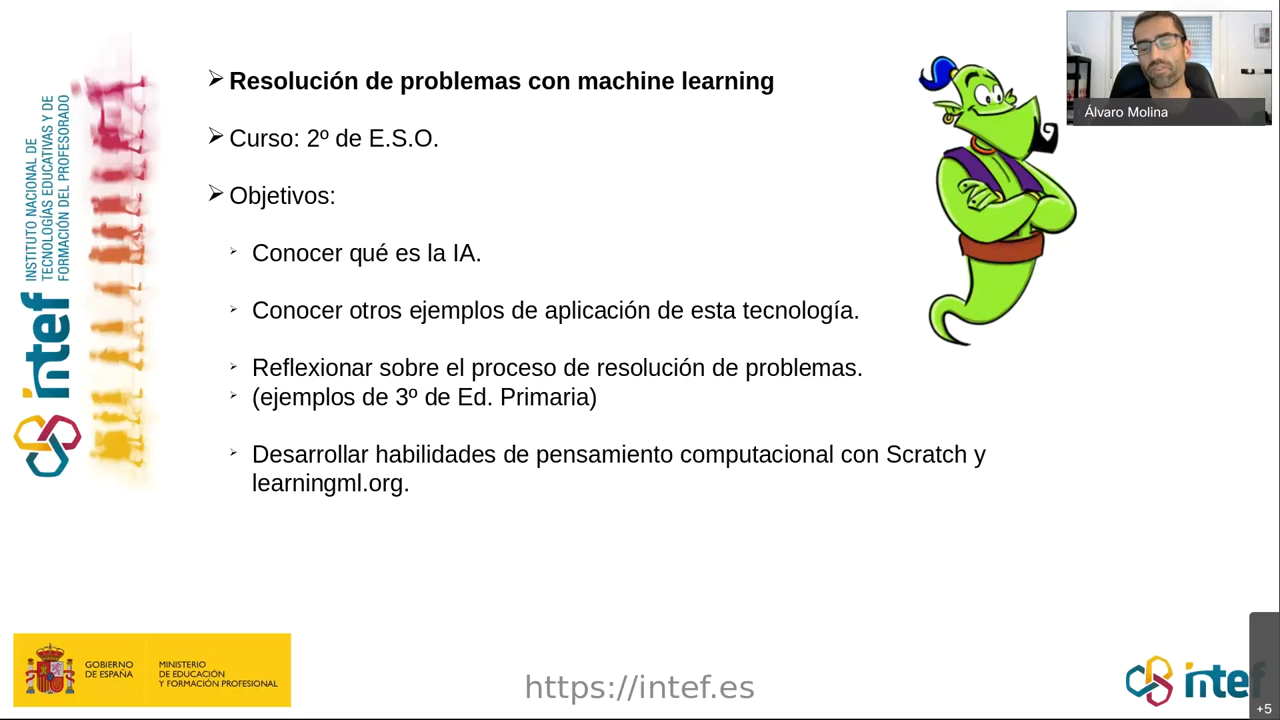 INSTITUTO NACIONAL DE
TECNOLOGÍAS EDUCATIVAS Y DE
FORMACIÓN DEL PROFESORADO
intef
Resolución de problemas con machine learning
Curso: 2º de E.S.O.
Objetivos:
Conocer qué es la IA.
Conocer otros ejemplos de aplicación de esta tecnología.
Reflexionar sobre el proceso de resolución de problemas.
(ejemplos de 3º de Ed. Primaria)
Desarrollar habilidades de pensamiento computacional con Scratch y
learningml.org.
Álvaro Molina
GOBIERNO
DE ESPAÑA
MINISTERIO
DE EDUCACIÓN
Y FORMACIÓN PROFESIONAL
https://intef.es
intef
+5